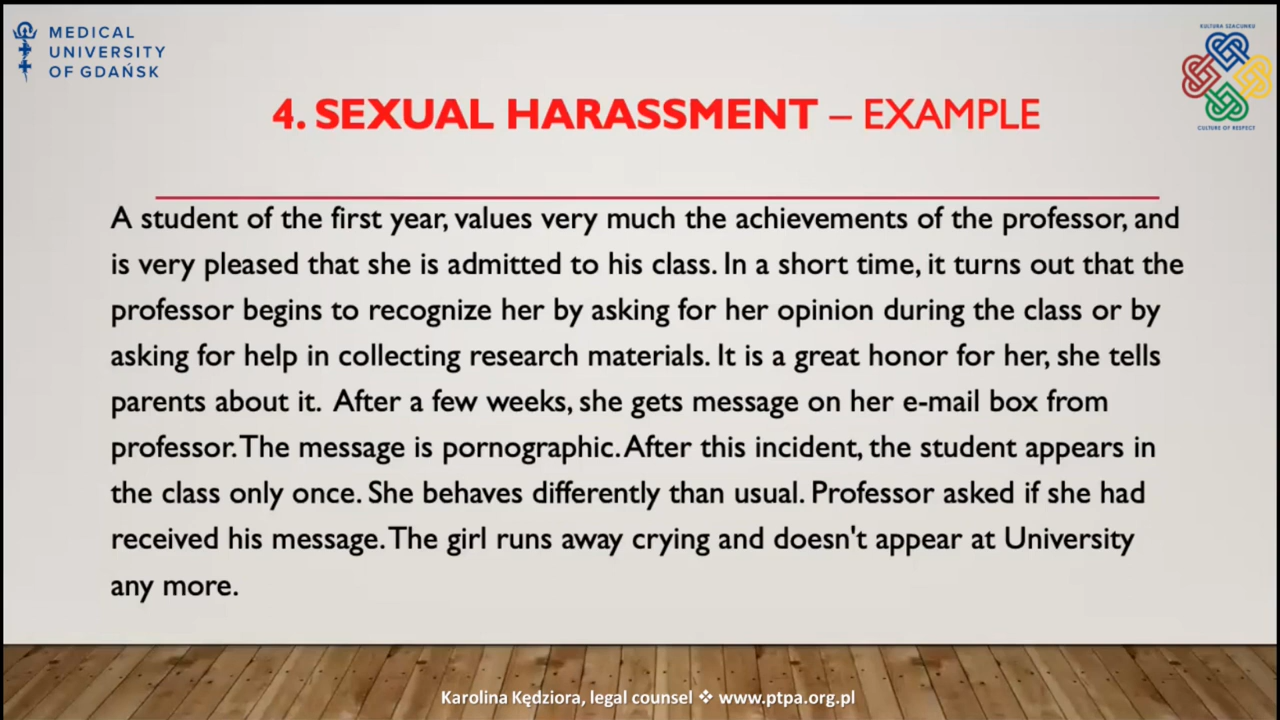 MEDICAL
UNIVERSITY
OF GDAŃSK
KULTURA SZACUNKU
CULTURE OF RESPECT
4. SEXUAL HARASSMENT – EXAMPLE
A student of the first year, values very much the achievements of the professor, and
is very pleased that she is admitted to his class. In a short time, it turns out that the
professor begins to recognize her by asking for her opinion during the class or by
asking for help in collecting research materials. It is a great honor for her, she tells
parents about it. After a few weeks, she gets message on her e-mail box from
professor. The message is pornographic. After this incident, the student appears in
the class only once. She behaves differently than usual. Professor asked if she had
received his message. The girl runs away crying and doesn't appear at University
any more.
Karolina Kędziora, legal counsel ❖ www.ptpa.org.pl